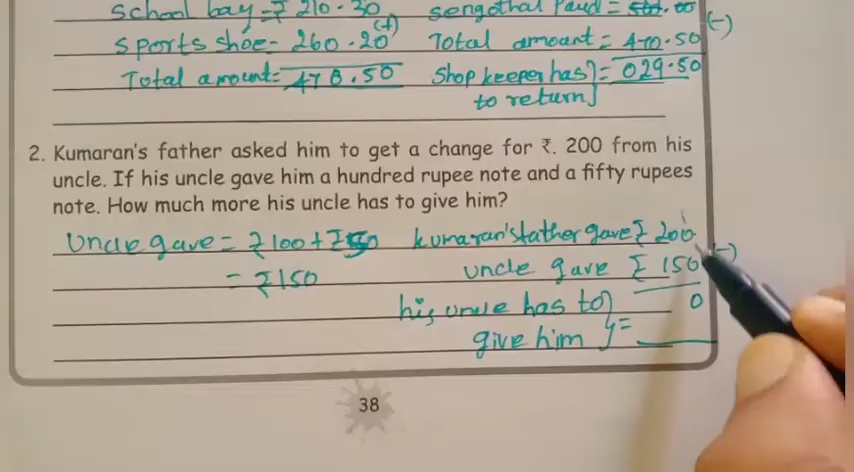 school bag = ₹ 210.30 Sengothai Paid = 500.00
Sports shoe = 260.20 (+) Total amount = 470.50 (-)
Total amount = 470.50 Shop keeper has } = 029.50
to return
2. Kumaran's father asked him to get a change for ₹. 200 from his
uncle. If his uncle gave him a hundred rupee note and a fifty rupees
note. How much more his uncle has to give him?
Uncle gave = ₹ 100 + ₹ 50 kumaran's father gave ₹ 200
= ₹ 150 uncle gave ₹ 150 (-)
his uncle has to } 0
give him =
38